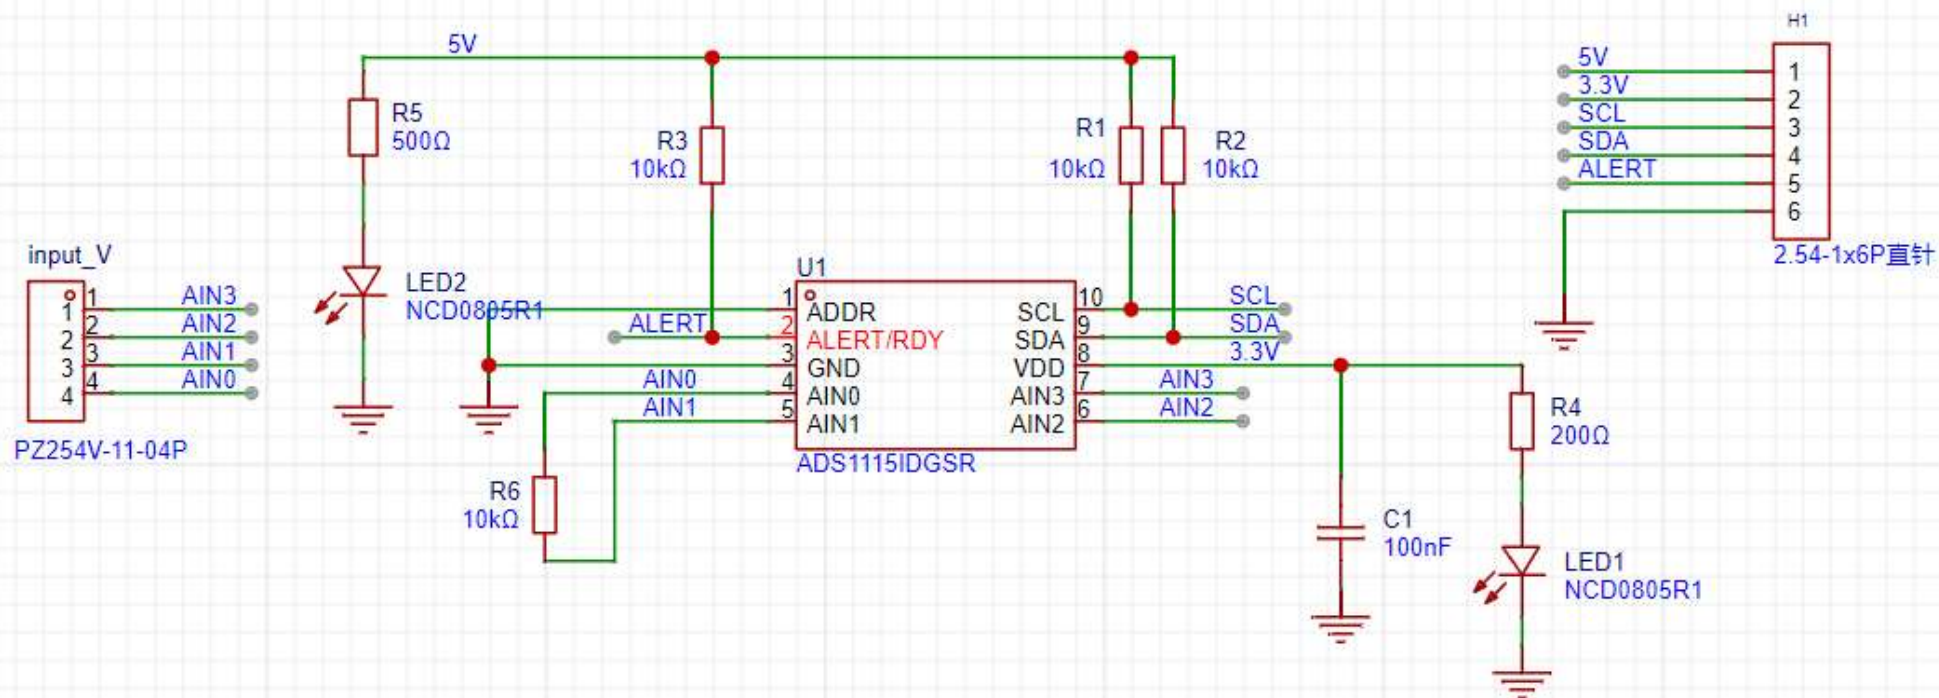 H1
5V
5V
1
3.3V
2
R5
500Ω
R3
10kΩ
R1
10kΩ
R2
10kΩ
SCL
3
SDA
4
ALERT
5
6
2.54-1x6P直针
input_V
1
1
AIN3
2
2
AIN2
3
3
AIN1
4
4
AIN0
PZ254V-11-04P
LED2
NCD0805R1
U1
1
ADDR
SCL
10
SCL
ALERT
2
ALERT/RDY
SDA
9
SDA
3
GND
VDD
8
3.3V
AIN0
4
AIN0
AIN3
7
AIN3
AIN1
5
AIN1
AIN2
6
AIN2
ADS1115IDGSR
R6
10kΩ
R4
200Ω
C1
100nF
LED1
NCD0805R1